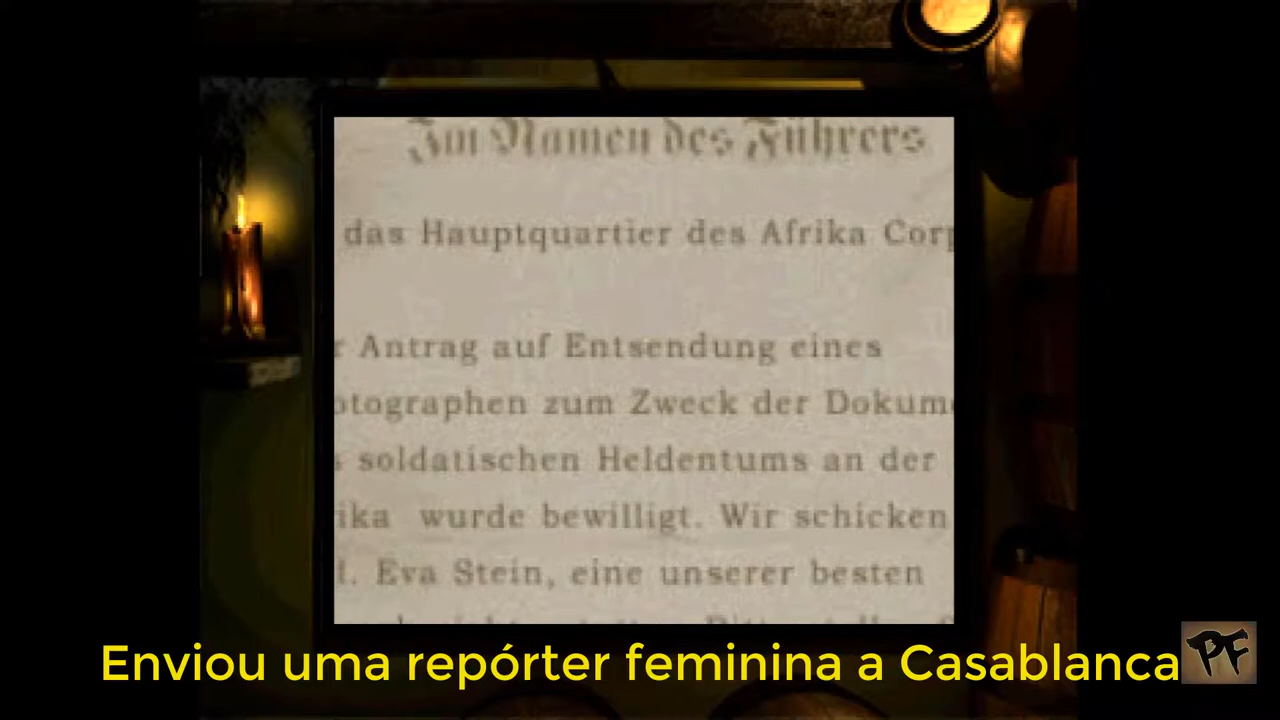 Im Namen des Führers
das Hauptquartier des Afrika Corp
r Antrag auf Entsendung eines
otographen zum Zweck der Dokume
s soldatischen Heldentums an der
ika wurde bewilligt. Wir schicken
l. Eva Stein, eine unserer besten
Enviou uma repórter feminina a Casablanca
PF